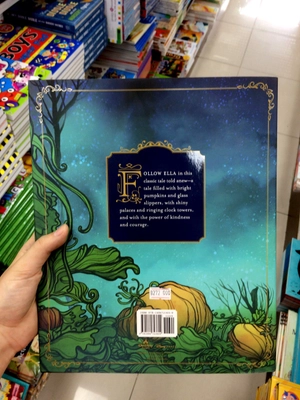 BOYS
FOLLOW ELLA in this
classic tale told anew—a
tale filled with bright
pumpkins and glass
slippers, with shiny
palaces and ringing clock towers,
and with the power of kindness
and courage.